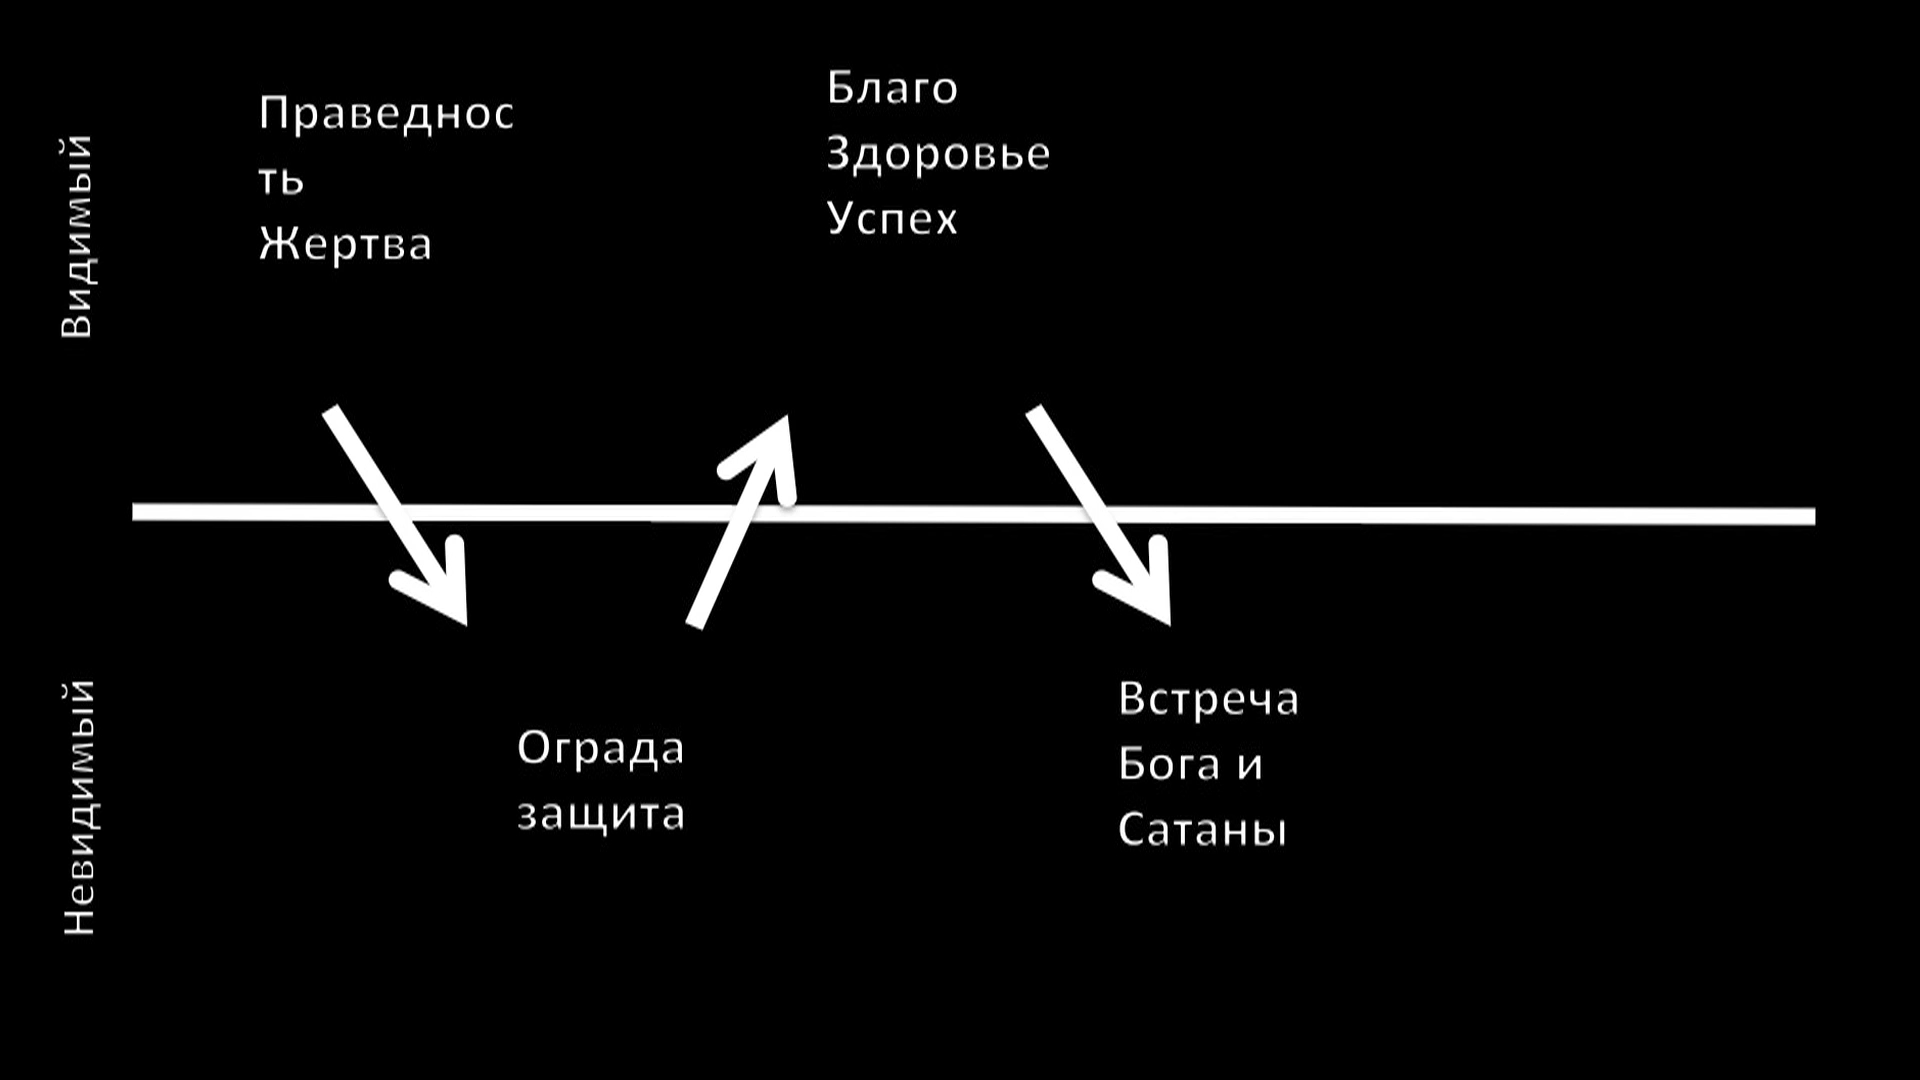 Видимый
Праведнос
ть
Жертва
Благо
Здоровье
Успех
Невидимый
Ограда
защита
Встреча
Бога и
Сатаны